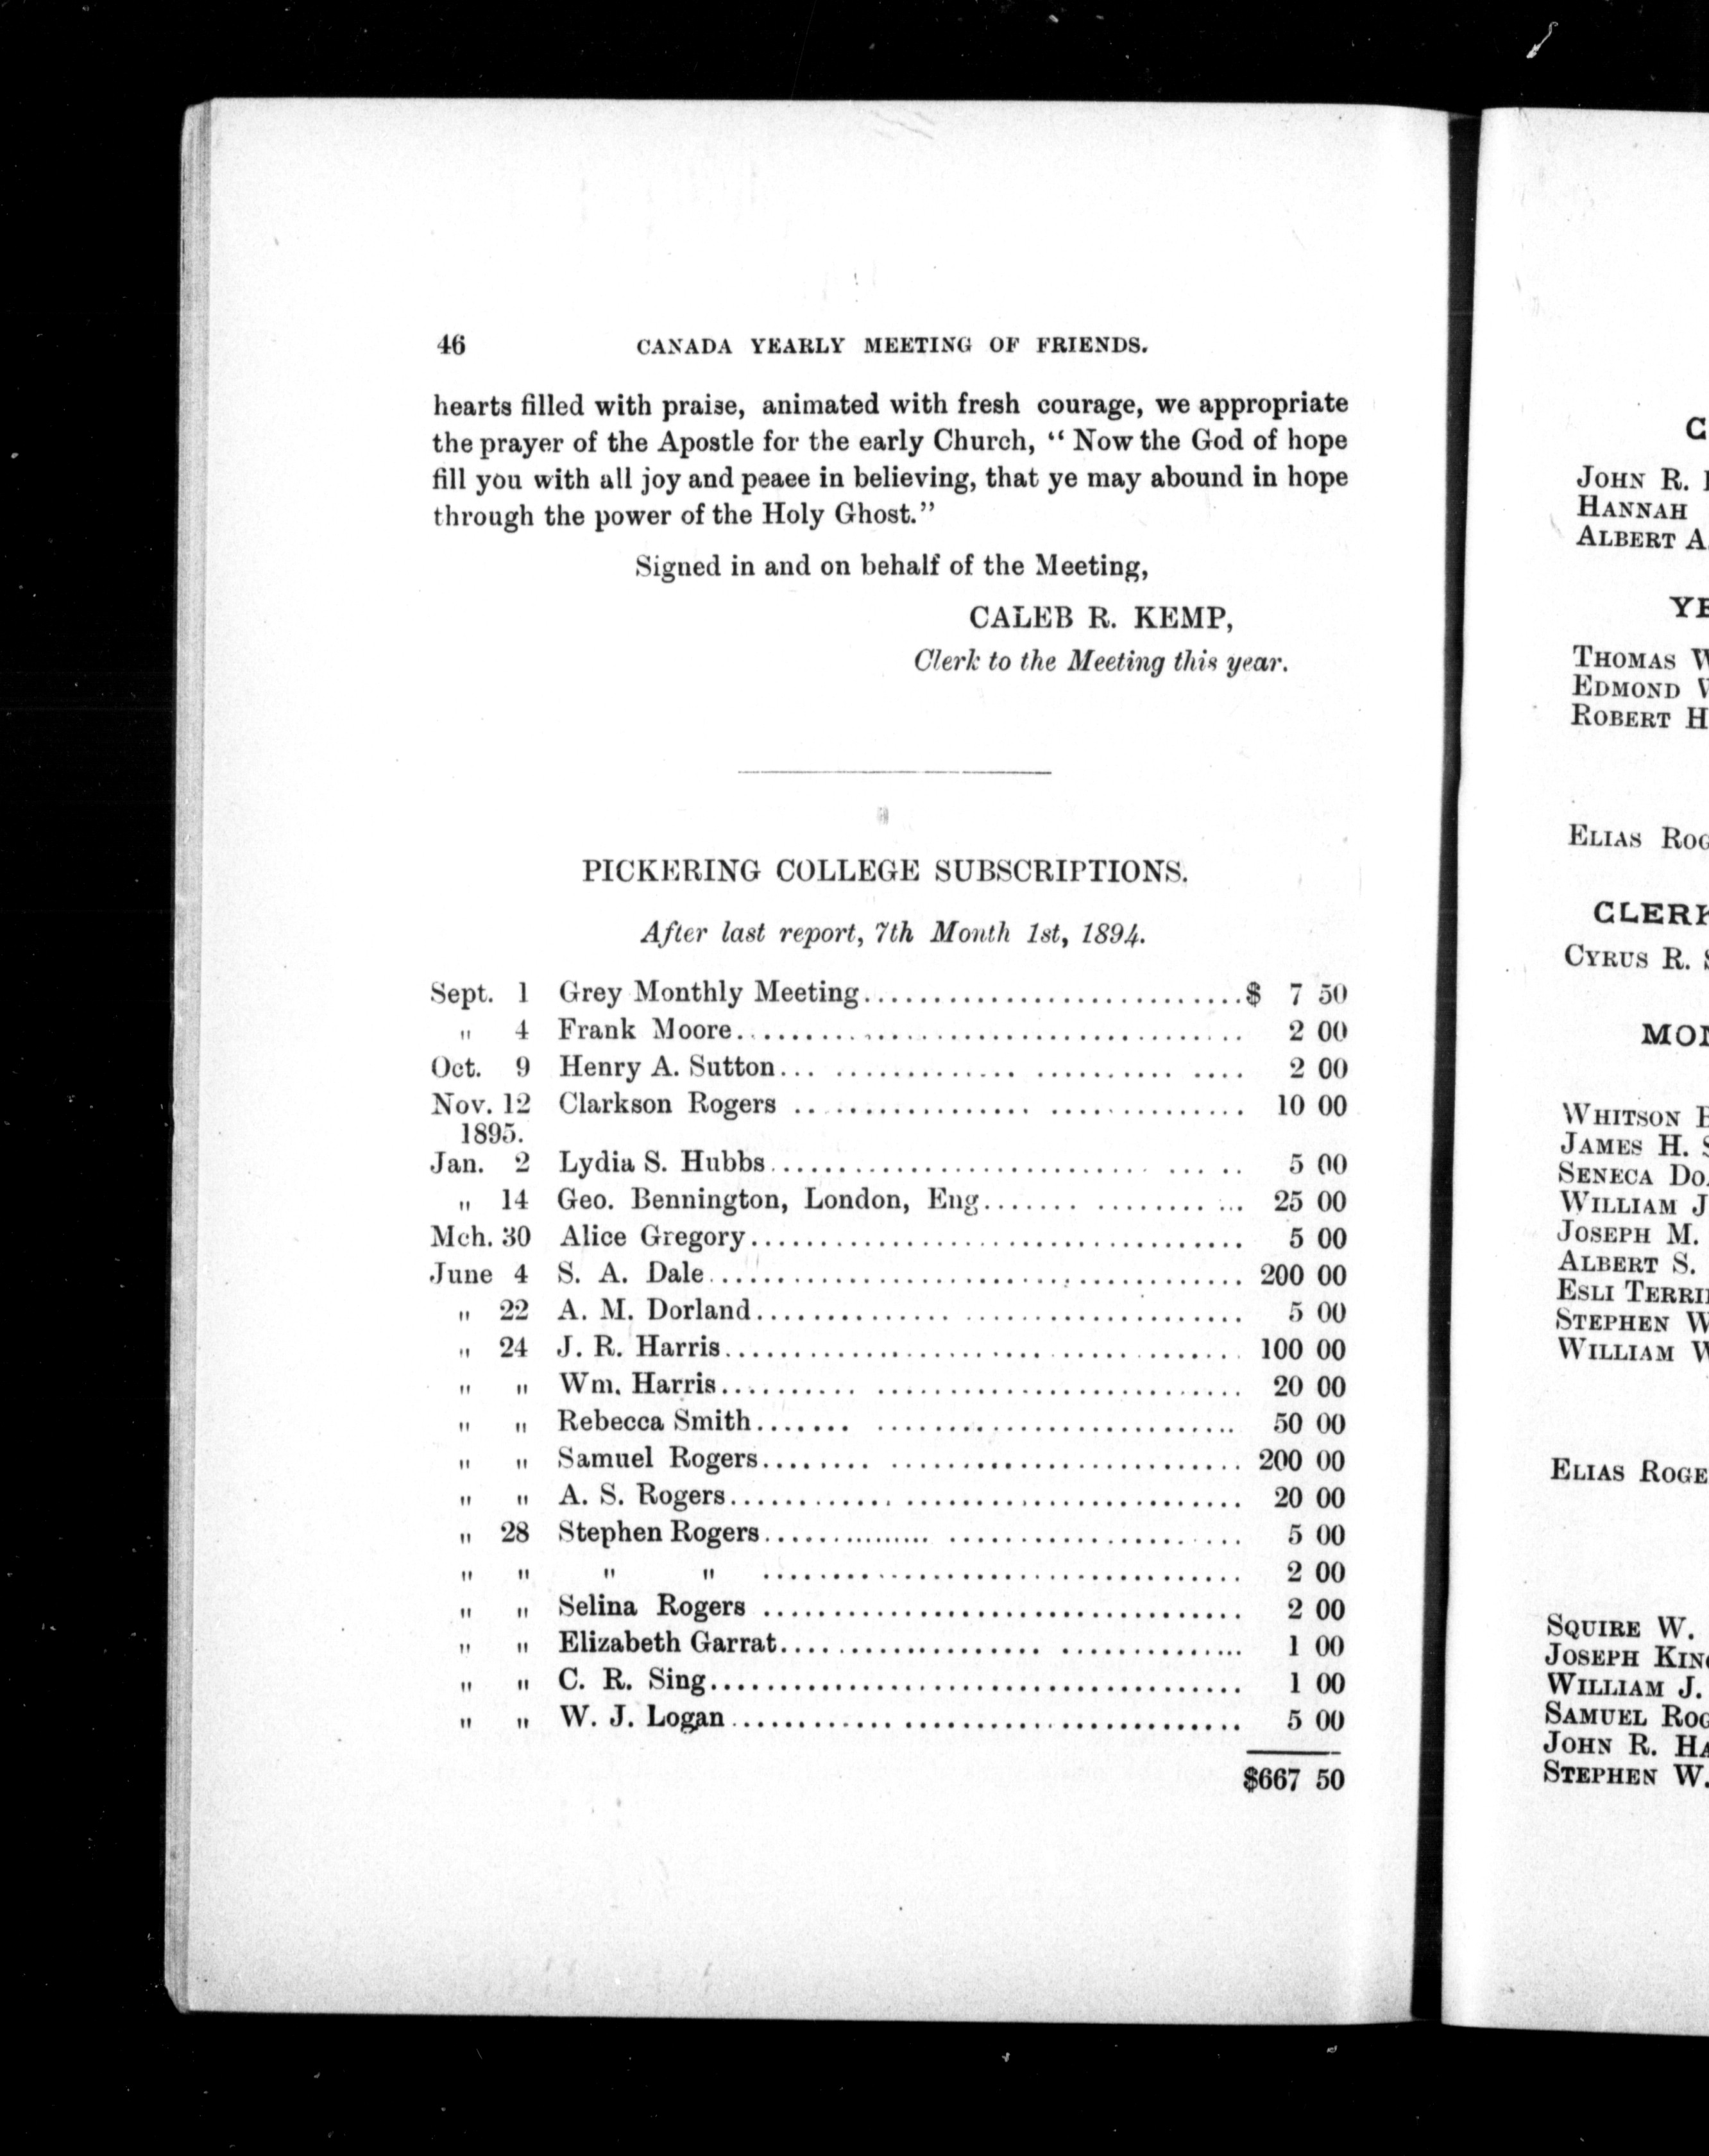 46 CANADA YEARLY MEETING OF FRIENDS.
hearts filled with praise, animated with fresh courage, we appropriate
the prayer of the Apostle for the early Church, “ Now the God of hope
fill you with all joy and peaee in believing, that ye may abound in hope
through the power of the Holy Ghost.”
Signed in and on behalf of the Meeting,
CALEB R. KEMP,
Clerk to the Meeting this year.
PICKERING COLLEGE SUBSCRIPTIONS.
After last report, 7th Month 1st, 1894.
Sept. 1 Grey Monthly Meeting........................... $ 7 50
" 4 Frank Moore.................................... 2 00
Oct. 9 Henry A. Sutton... .............. .......... .... 2 00
Nov. 12 Clarkson Rogers .. .............. .............. 10 00
1895.
Jan. 2 Lydia S. Hubbs............................ ...... 5 00
" 14 Geo. Bennington, London, Eng....... ........ ... 25 00
Mch. 30 Alice Gregory.................................... 5 00
June 4 S. A. Dale....................................... 200 00
" 22 A. M. Dorland.............. ..................... 5 00
" 24 J. R. Harris...................................... 100 00
" " Wm. Harris.......... ........................... 20 00
" " Rebecca Smith....... .......................... 50 00
" " Samuel Rogers........ .......................... 200 00
" " A. S. Rogers............ ......................... 20 00
" 28 Stephen Rogers............... ..................... 5 00
" " " " ................................... 2 00
" " Selina Rogers ................................... 2 00
" " Elizabeth Garrat................... ............. 1 00
" " C. R. Sing....................................... 1 00
" " W. J. Logan............ ......................... 5 00
$667 50
C
JOHN R.
HANNAH
ALBERT A.
YE
THOMAS W
EDMOND W
ROBERT H
ELIAS ROG
CLERK
CYRUS R. S
MON
WHITSON
JAMES H. S
SENECA DO
WILLIAM J
JOSEPH M.
ALBERT S.
ESLI TERRI
STEPHEN W
WILLIAM W
ELIAS ROGE
SQUIRE W.
JOSEPH KIN
WILLIAM J.
SAMUEL ROG
JOHN R. HA
STEPHEN W.